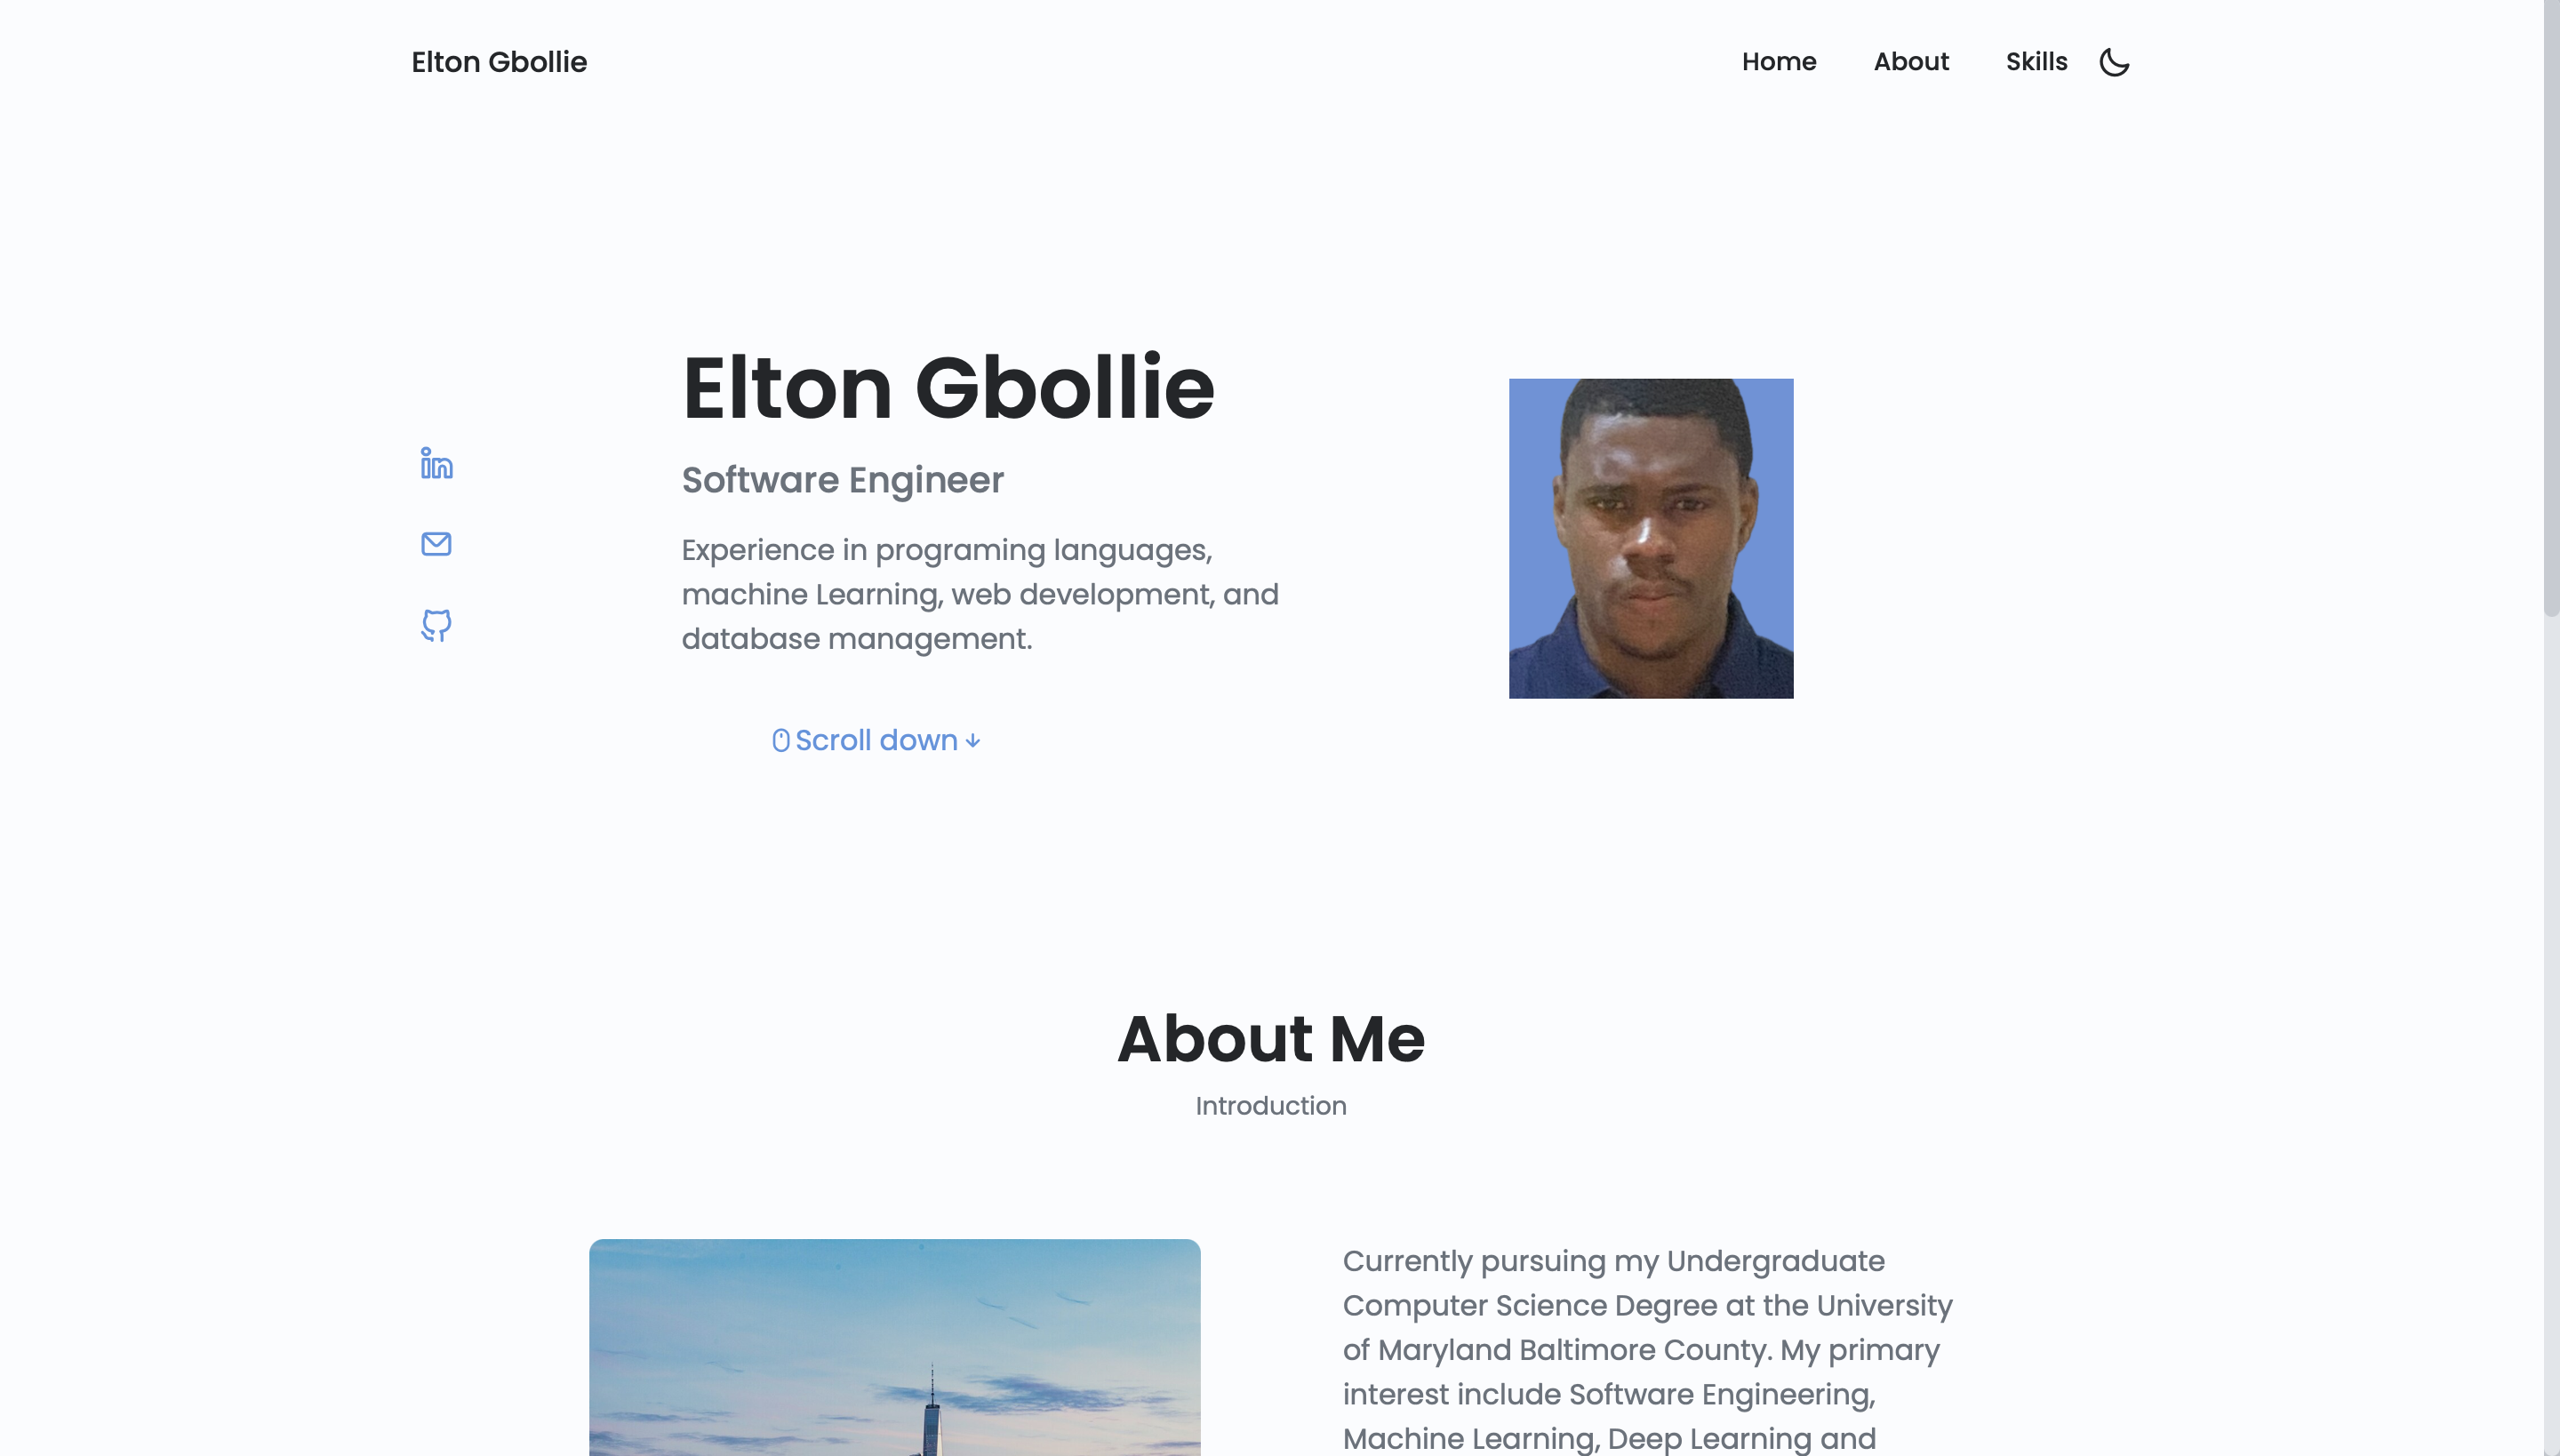 Elton Gbollie
Home About Skills
Elton Gbollie
Software Engineer
Experience in programing languages,
machine Learning, web development, and
database management.
Scroll down
About Me
Introduction
Currently pursuing my Undergraduate
Computer Science Degree at the University
of Maryland Baltimore County. My primary
interest include Software Engineering,
Machine Learning, Deep Learning and